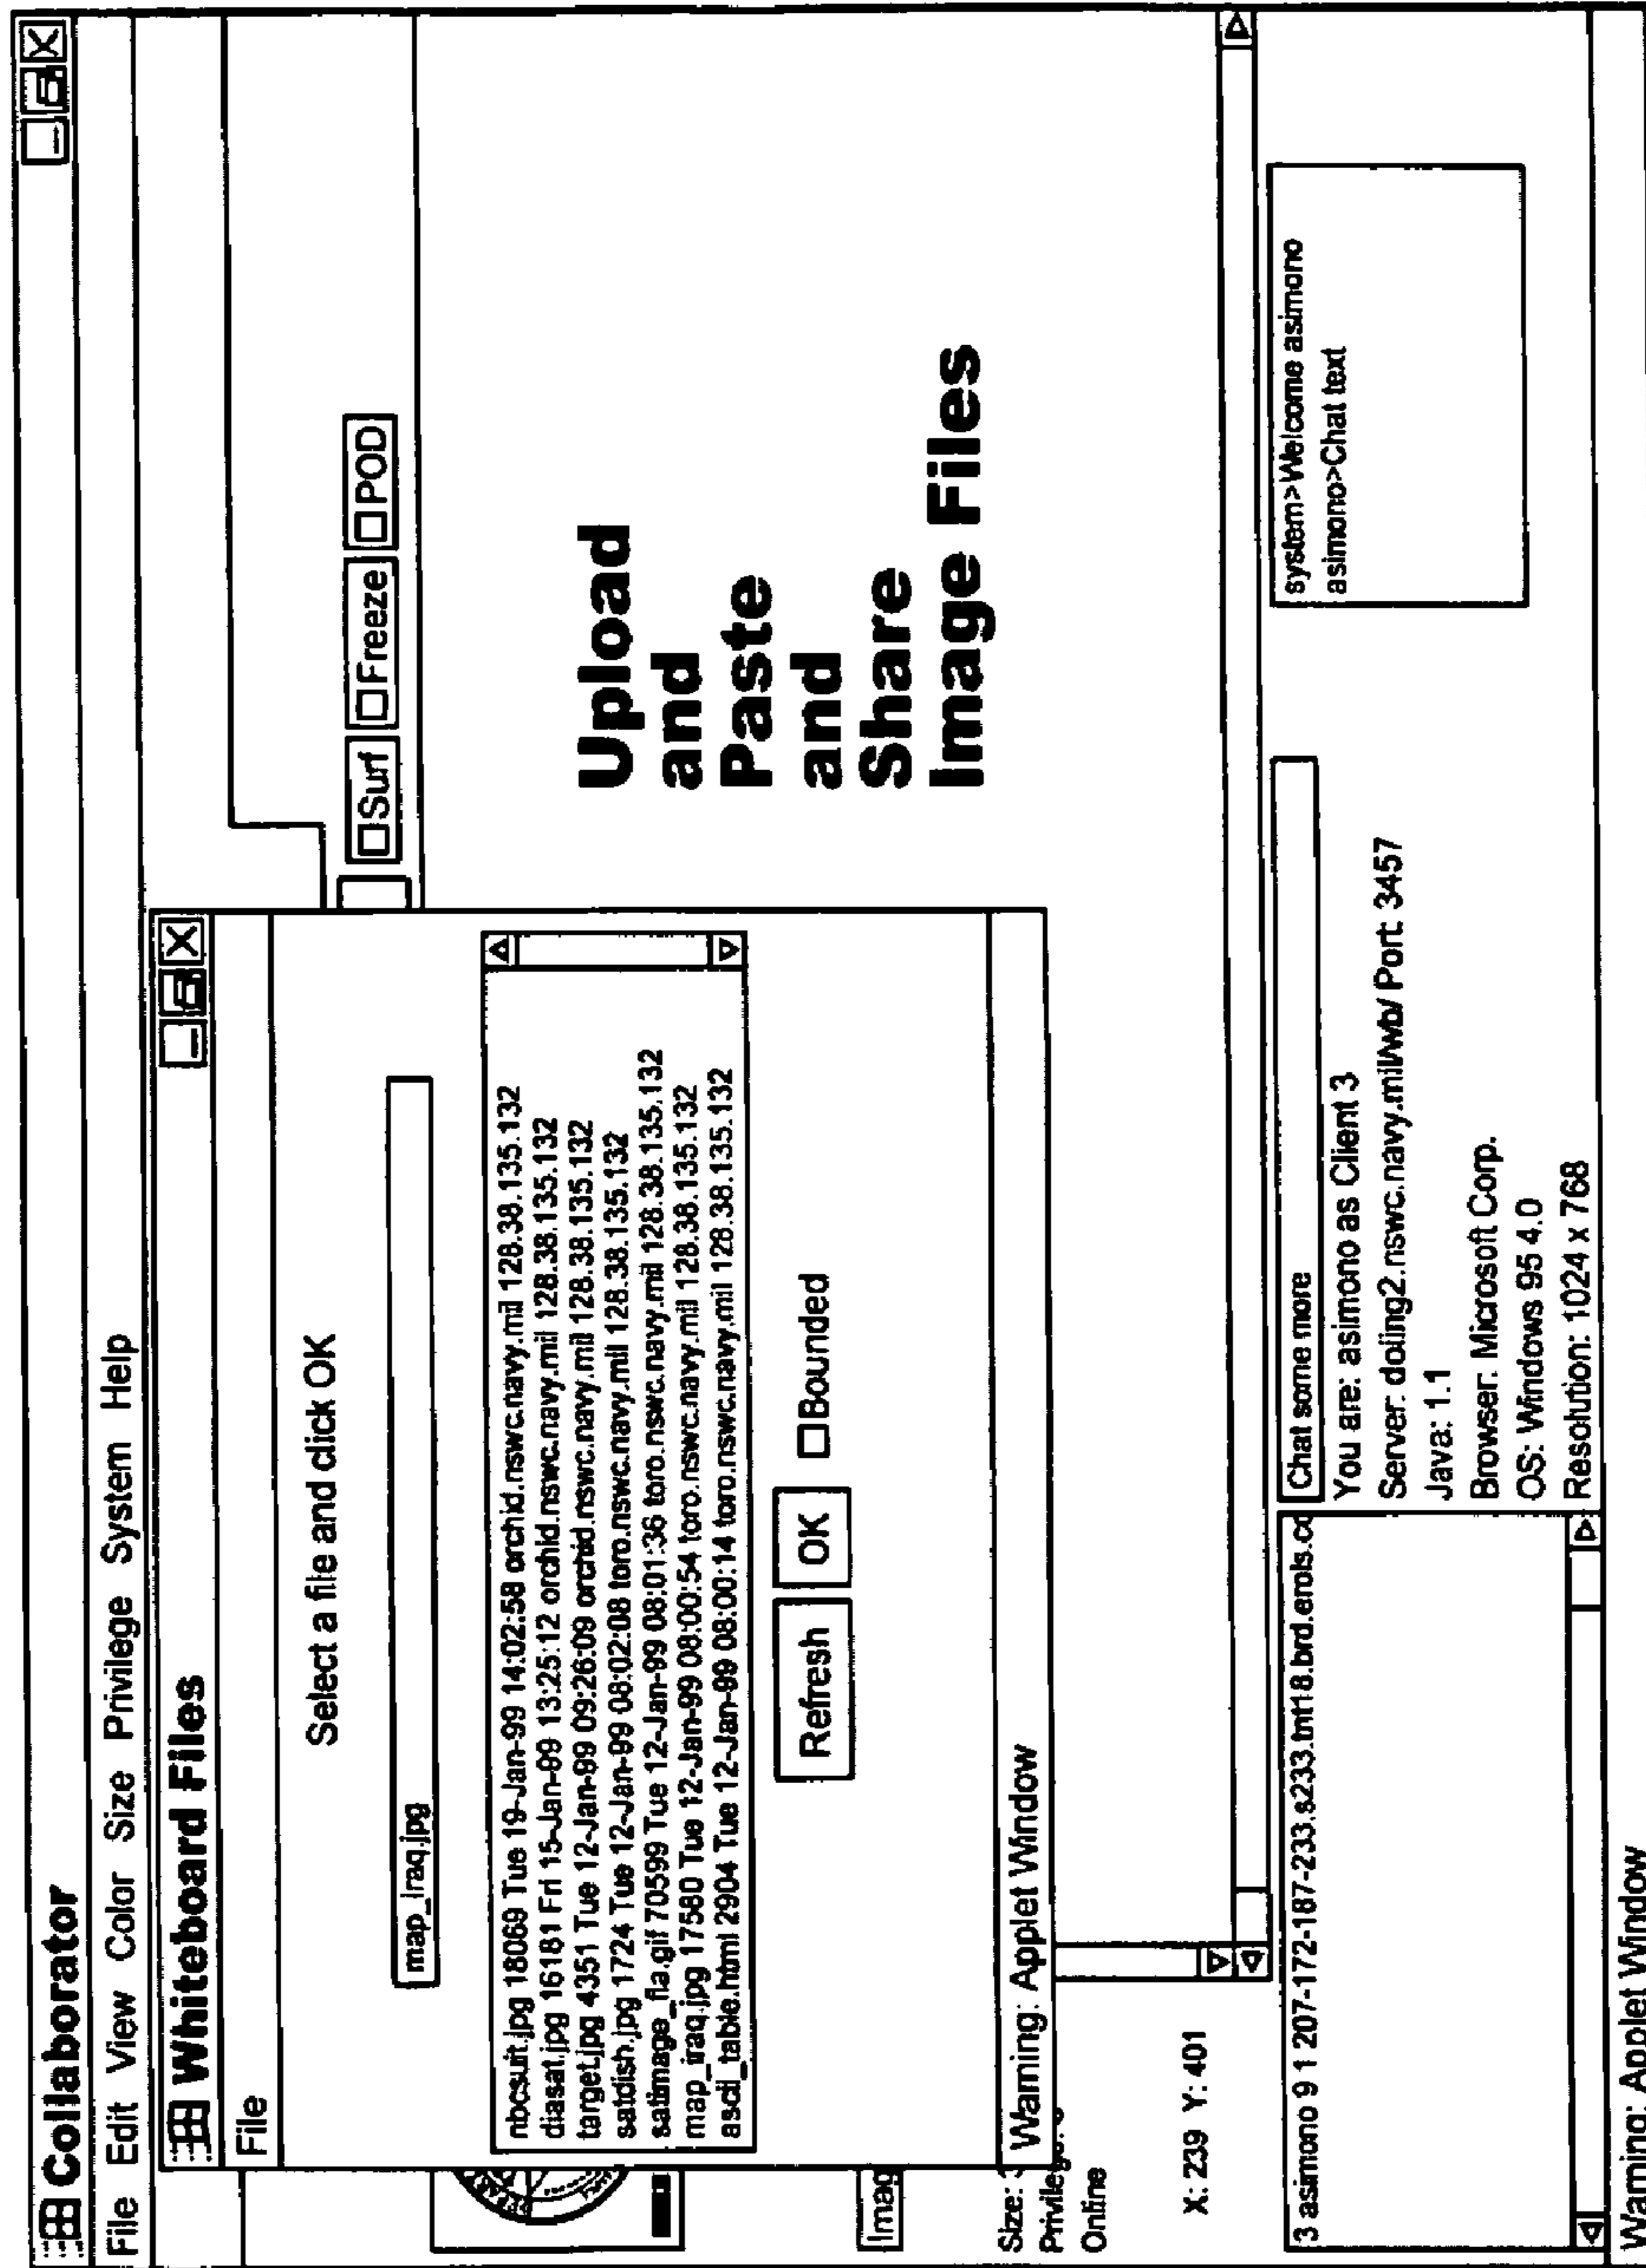 Collaborator
File Edit View Color Size Privilege System Help
Whiteboard Files
File
Select a file and click OK
map_iraq.jpg
nbcsuit.jpg 18069 Tue 19-Jan-99 14:02:58 orchid.nswc.navy.mil 128.38.135.132
diasat.jpg 16181 Fri 15-Jan-99 13:25:12 orchid.nswc.navy.mil 128.38.135.132
target.jpg 4351 Tue 12-Jan-99 09:26:09 orchid.nswc.navy.mil 128.38.135.132
satdish.jpg 1724 Tue 12-Jan-99 08:02:08 toro.nswc.navy.mil 128.38.135.132
satimage_fla.gif 70599 Tue 12-Jan-99 08:01:36 toro.nswc.navy.mil 128.38.135.132
map_iraq.jpg 17580 Tue 12-Jan-99 08:00:54 toro.nswc.navy.mil 128.38.135.132
ascii_table.html 2904 Tue 12-Jan-99 08:00:14 toro.nswc.navy.mil 128.38.135.132
Refresh OK Bounded
Warning: Applet Window
Surf Freeze POD
Upload
and
Paste
and
Share
Image Files
Imag
Size:
Privilege:
Online
X: 239 Y: 401
3 asimono 9 1 207-172-187-233.s233.tnt18.brd.erols.co
Chat some more
You are: asimono as Client 3
Server: doiing2.nswc.navy.mil/wb/ Port: 3457
Java: 1.1
Browser: Microsoft Corp.
OS: Windows 95 4.0
Resolution: 1024 x 768
system>Welcome asimono
asimono>Chat text
Warning: Applet Window